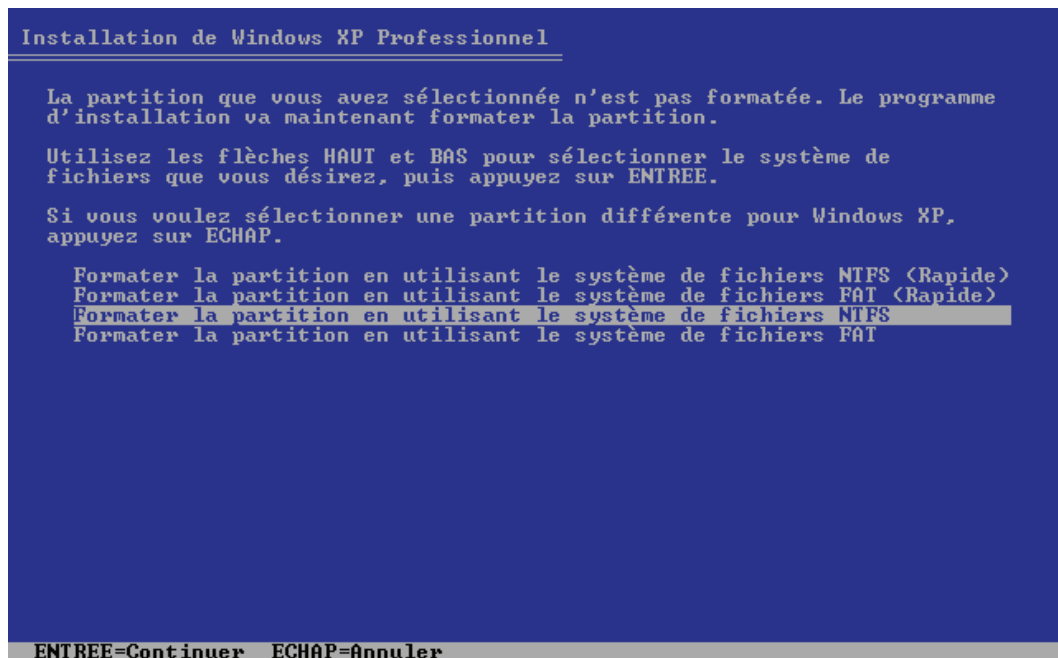 Installation de Windows XP Professionnel
La partition que vous avez sélectionnée n'est pas formatée. Le programme
d'installation va maintenant formater la partition.
Utilisez les flèches HAUT et BAS pour sélectionner le système de
fichiers que vous désirez, puis appuyez sur ENTREE.
Si vous voulez sélectionner une partition différente pour Windows XP,
appuyez sur ECHAP.
Formater la partition en utilisant le système de fichiers NTFS (Rapide)
Formater la partition en utilisant le système de fichiers FAT (Rapide)
Formater la partition en utilisant le système de fichiers NTFS
Formater la partition en utilisant le système de fichiers FAT
ENTREE=Continuer ECHAP=Annuler